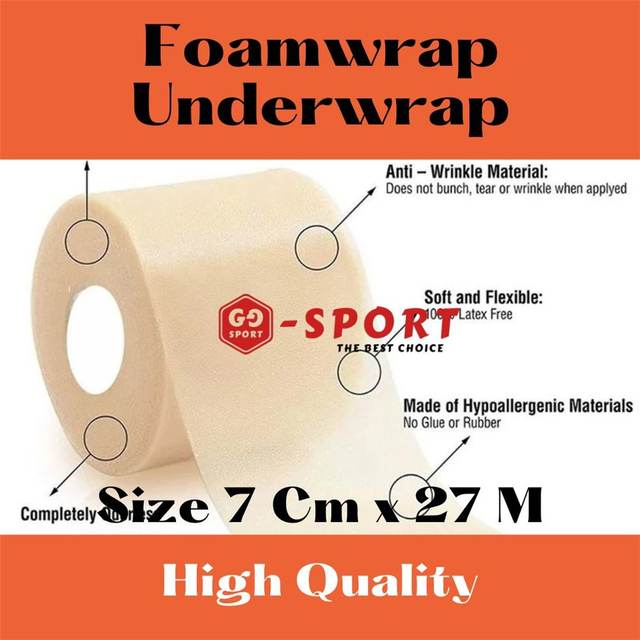 Foamwrap
Underwrap
Anti – Wrinkle Material:
Does not bunch, tear or wrinkle when applyed
Soft and Flexible:
Latex Free
GG
SPORT
-SPORT
THE BEST CHOICE
Made of Hypoallergenic Materials
No Glue or Rubber
Completely
Size 7 Cm x 27 M
High Quality